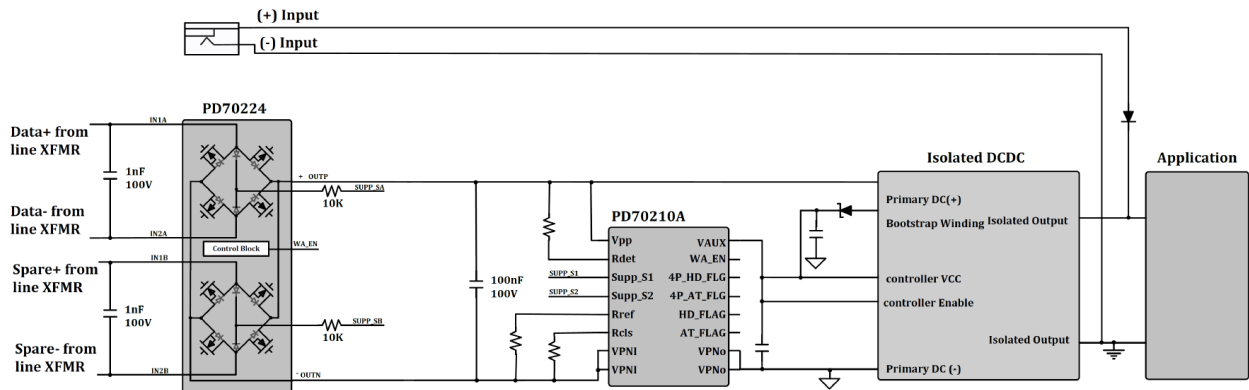 (+) Input
(-) Input
PD70224
Data+ from
line XFMR
IN1A
1nF
100V
Data- from
line XFMR
IN2A
+ OUTP
SUPP_SA
10K
Control Block
WA_EN
Spare+ from
line XFMR
IN1B
1nF
100V
Spare- from
line XFMR
IN2B
SUPP_SB
10K
- OUTN
100nF
100V
PD70210A
Vpp
Rdet
Supp_S1
Supp_S2
Rref
Rcls
VPNI
VPNI
SUPP_S1
SUPP_S2
VAUX
WA_EN
4P_HD_FLG
4P_AT_FLG
HD_FLAG
AT_FLAG
VPNo
VPNo
Isolated DCDC
Primary DC(+)
Bootstrap Winding
Isolated Output
controller VCC
controller Enable
Isolated Output
Primary DC (-)
Application